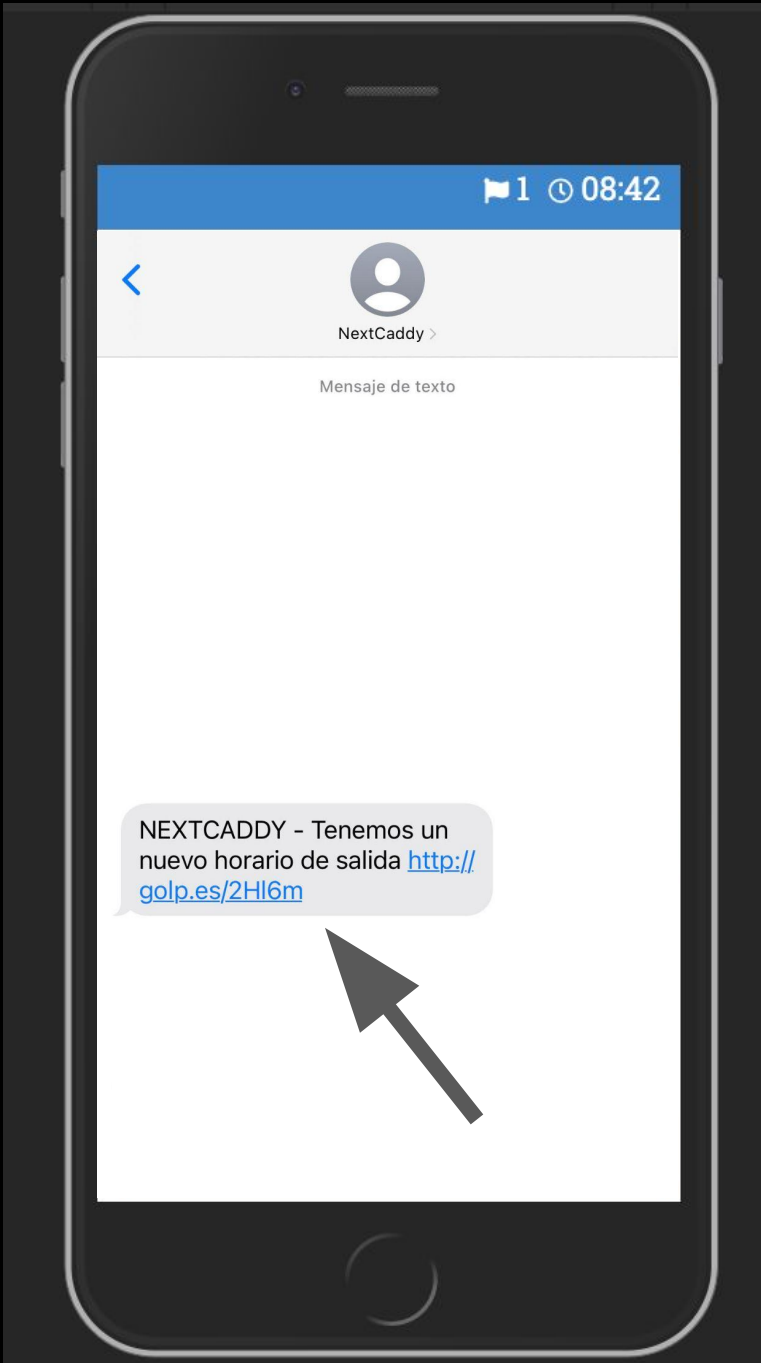 1 08:42
NextCaddy
Mensaje de texto
NEXTCADDY - Tenemos un
nuevo horario de salida http://
golp.es/2Hl6m